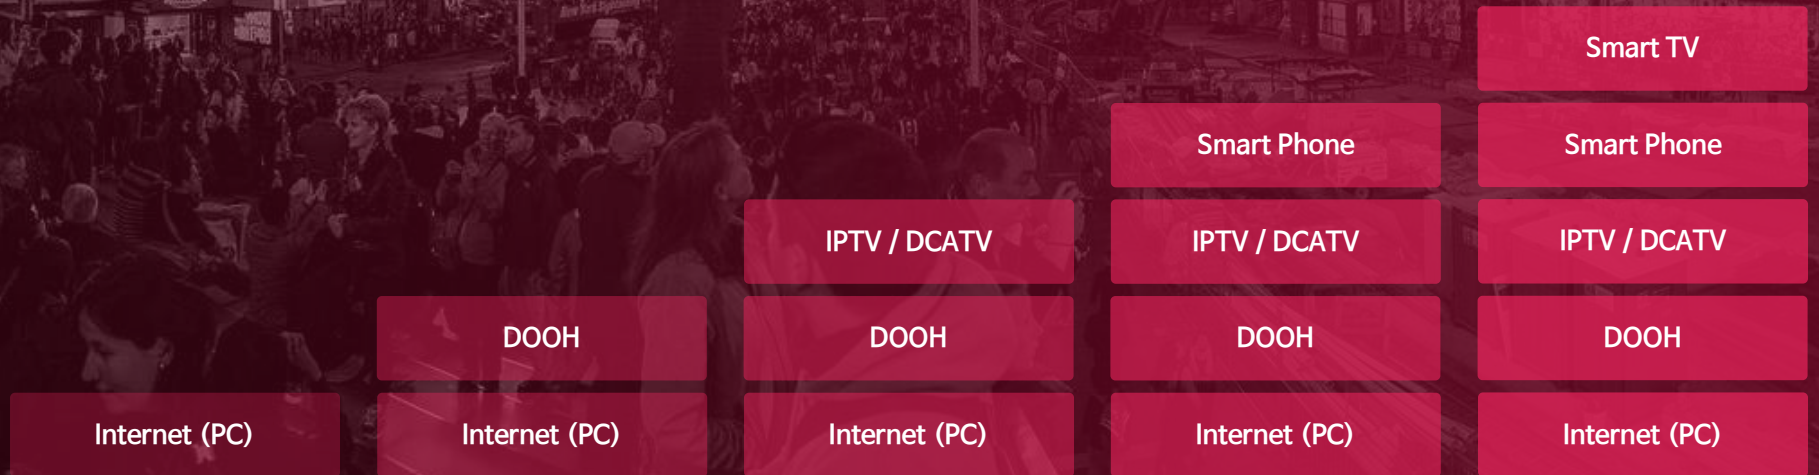 Smart TV
Smart Phone
Smart Phone
IPTV / DCATV
IPTV / DCATV
IPTV / DCATV
DOOH
DOOH
DOOH
DOOH
Internet (PC)
Internet (PC)
Internet (PC)
Internet (PC)
Internet (PC)